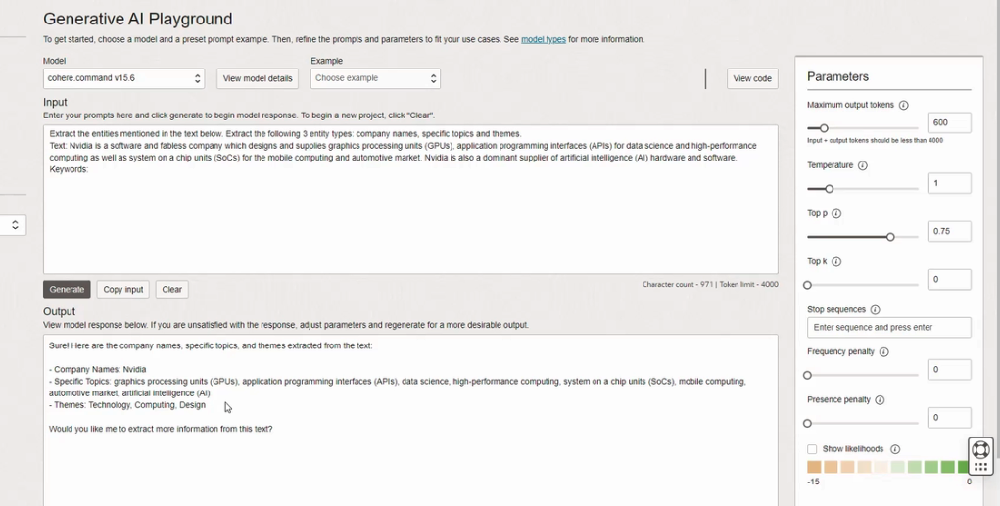 Generative AI Playground
To get started, choose a model and a preset prompt example. Then, refine the prompts and parameters to fit your use cases. See model types for more information.
Model
Example
cohere.command v15.6
View model details
Choose example
View code
Input
Enter your prompts here and click generate to begin model response. To begin a new project, click "Clear".
Extract the entities mentioned in the text below. Extract the following 3 entity types: company names, specific topics and themes.
Text: Nvidia is a software and fabless company which designs and supplies graphics processing units (GPUs), application programming interfaces (APIs) for data science and high-performance
computing as well as system on a chip units (SoCs) for the mobile computing and automotive market. Nvidia is also a dominant supplier of artificial intelligence (AI) hardware and software.
Keywords:
Generate
Copy input
Clear
Character count - 971 | Token limit - 4000
Output
View model response below. If you are unsatisfied with the response, adjust parameters and regenerate for a more desirable output.
Sure! Here are the company names, specific topics, and themes extracted from the text:
- Company Names: Nvidia
- Specific Topics: graphics processing units (GPUs), application programming interfaces (APIs), data science, high-performance computing, system on a chip units (SoCs), mobile computing,
automotive market, artificial intelligence (AI)
- Themes: Technology, Computing, Design
Would you like me to extract more information from this text?
Parameters
Maximum output tokens
600
Input + output tokens should be less than 4000
Temperature
1
Top p
0.75
Top k
0
Stop sequences
Enter sequence and press enter
Frequency penalty
0
Presence penalty
0
Show likelihoods
-15
0